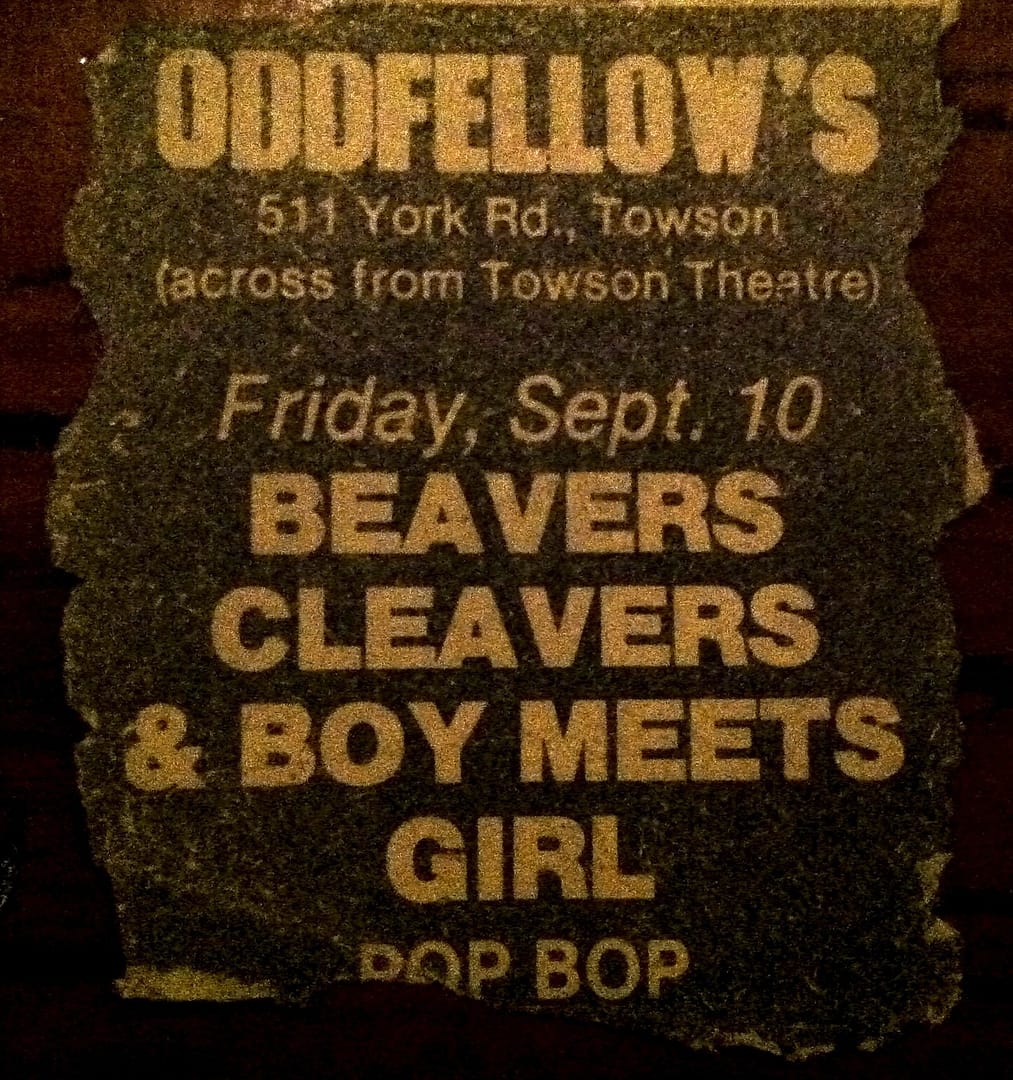 ODDFELLOW'S
511 York Rd., Towson
(across from Towson Theatre)
Friday, Sept. 10
BEAVERS
CLEAVERS
& BOY MEETS
GIRL
POP BOP